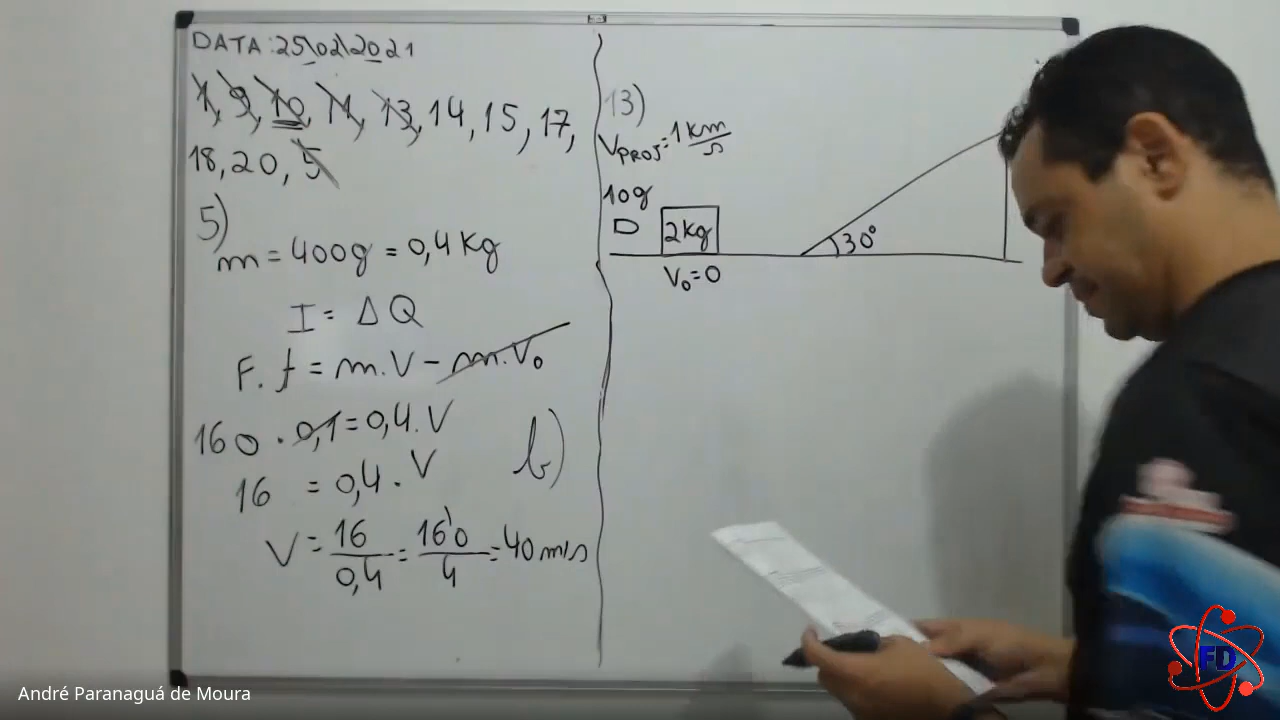 DATA: 25\02\2021
1, 9, 10, 11, 13, 14, 15, 17,
18, 20, 5
5)
m = 400g = 0,4 Kg
I = ΔQ
F. t = m.V - m.V₀
160 . 0,1 = 0,4. V
16 = 0,4 . V
b)
V = 16/0,4 = 160/4 = 40 m/s
13)
VPROJ = 1 km/s
10g
2kg
V₀ = 0
30°
André Paranaguá de Moura
FD